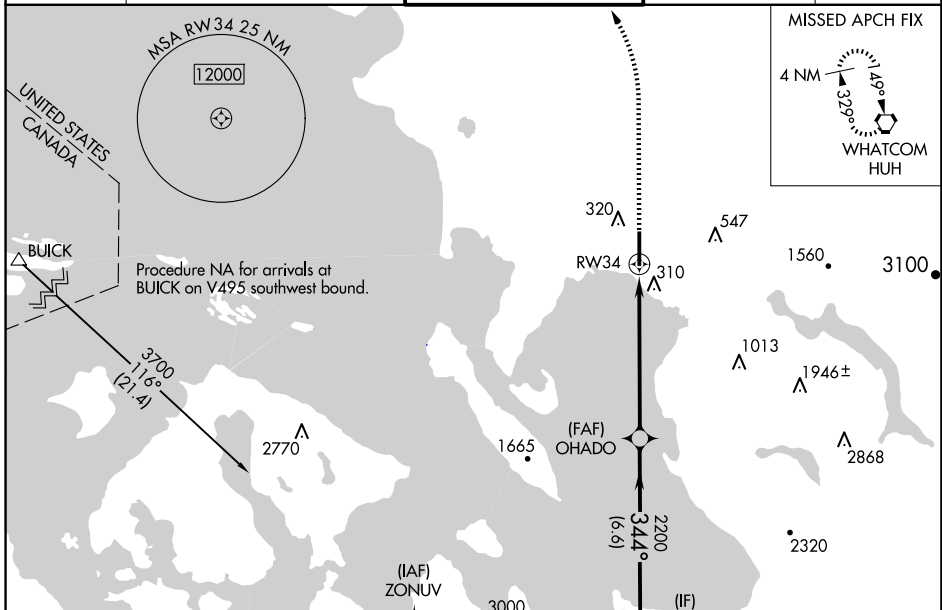 MSA RW34 25 NM
12000
MISSED APCH FIX
4 NM
149°
329°
WHATCOM
HUH
UNITED STATES
CANADA
BUICK
Procedure NA for arrivals at
BUICK on V495 southwest bound.
3700
116°
(21.4)
320
547
RW34
310
1560
3100
1013
1946±
2770
1665
(FAF)
OHADO
2868
2200
344°
(6.6)
2320
(IAF)
ZONUV
3000
(IF)